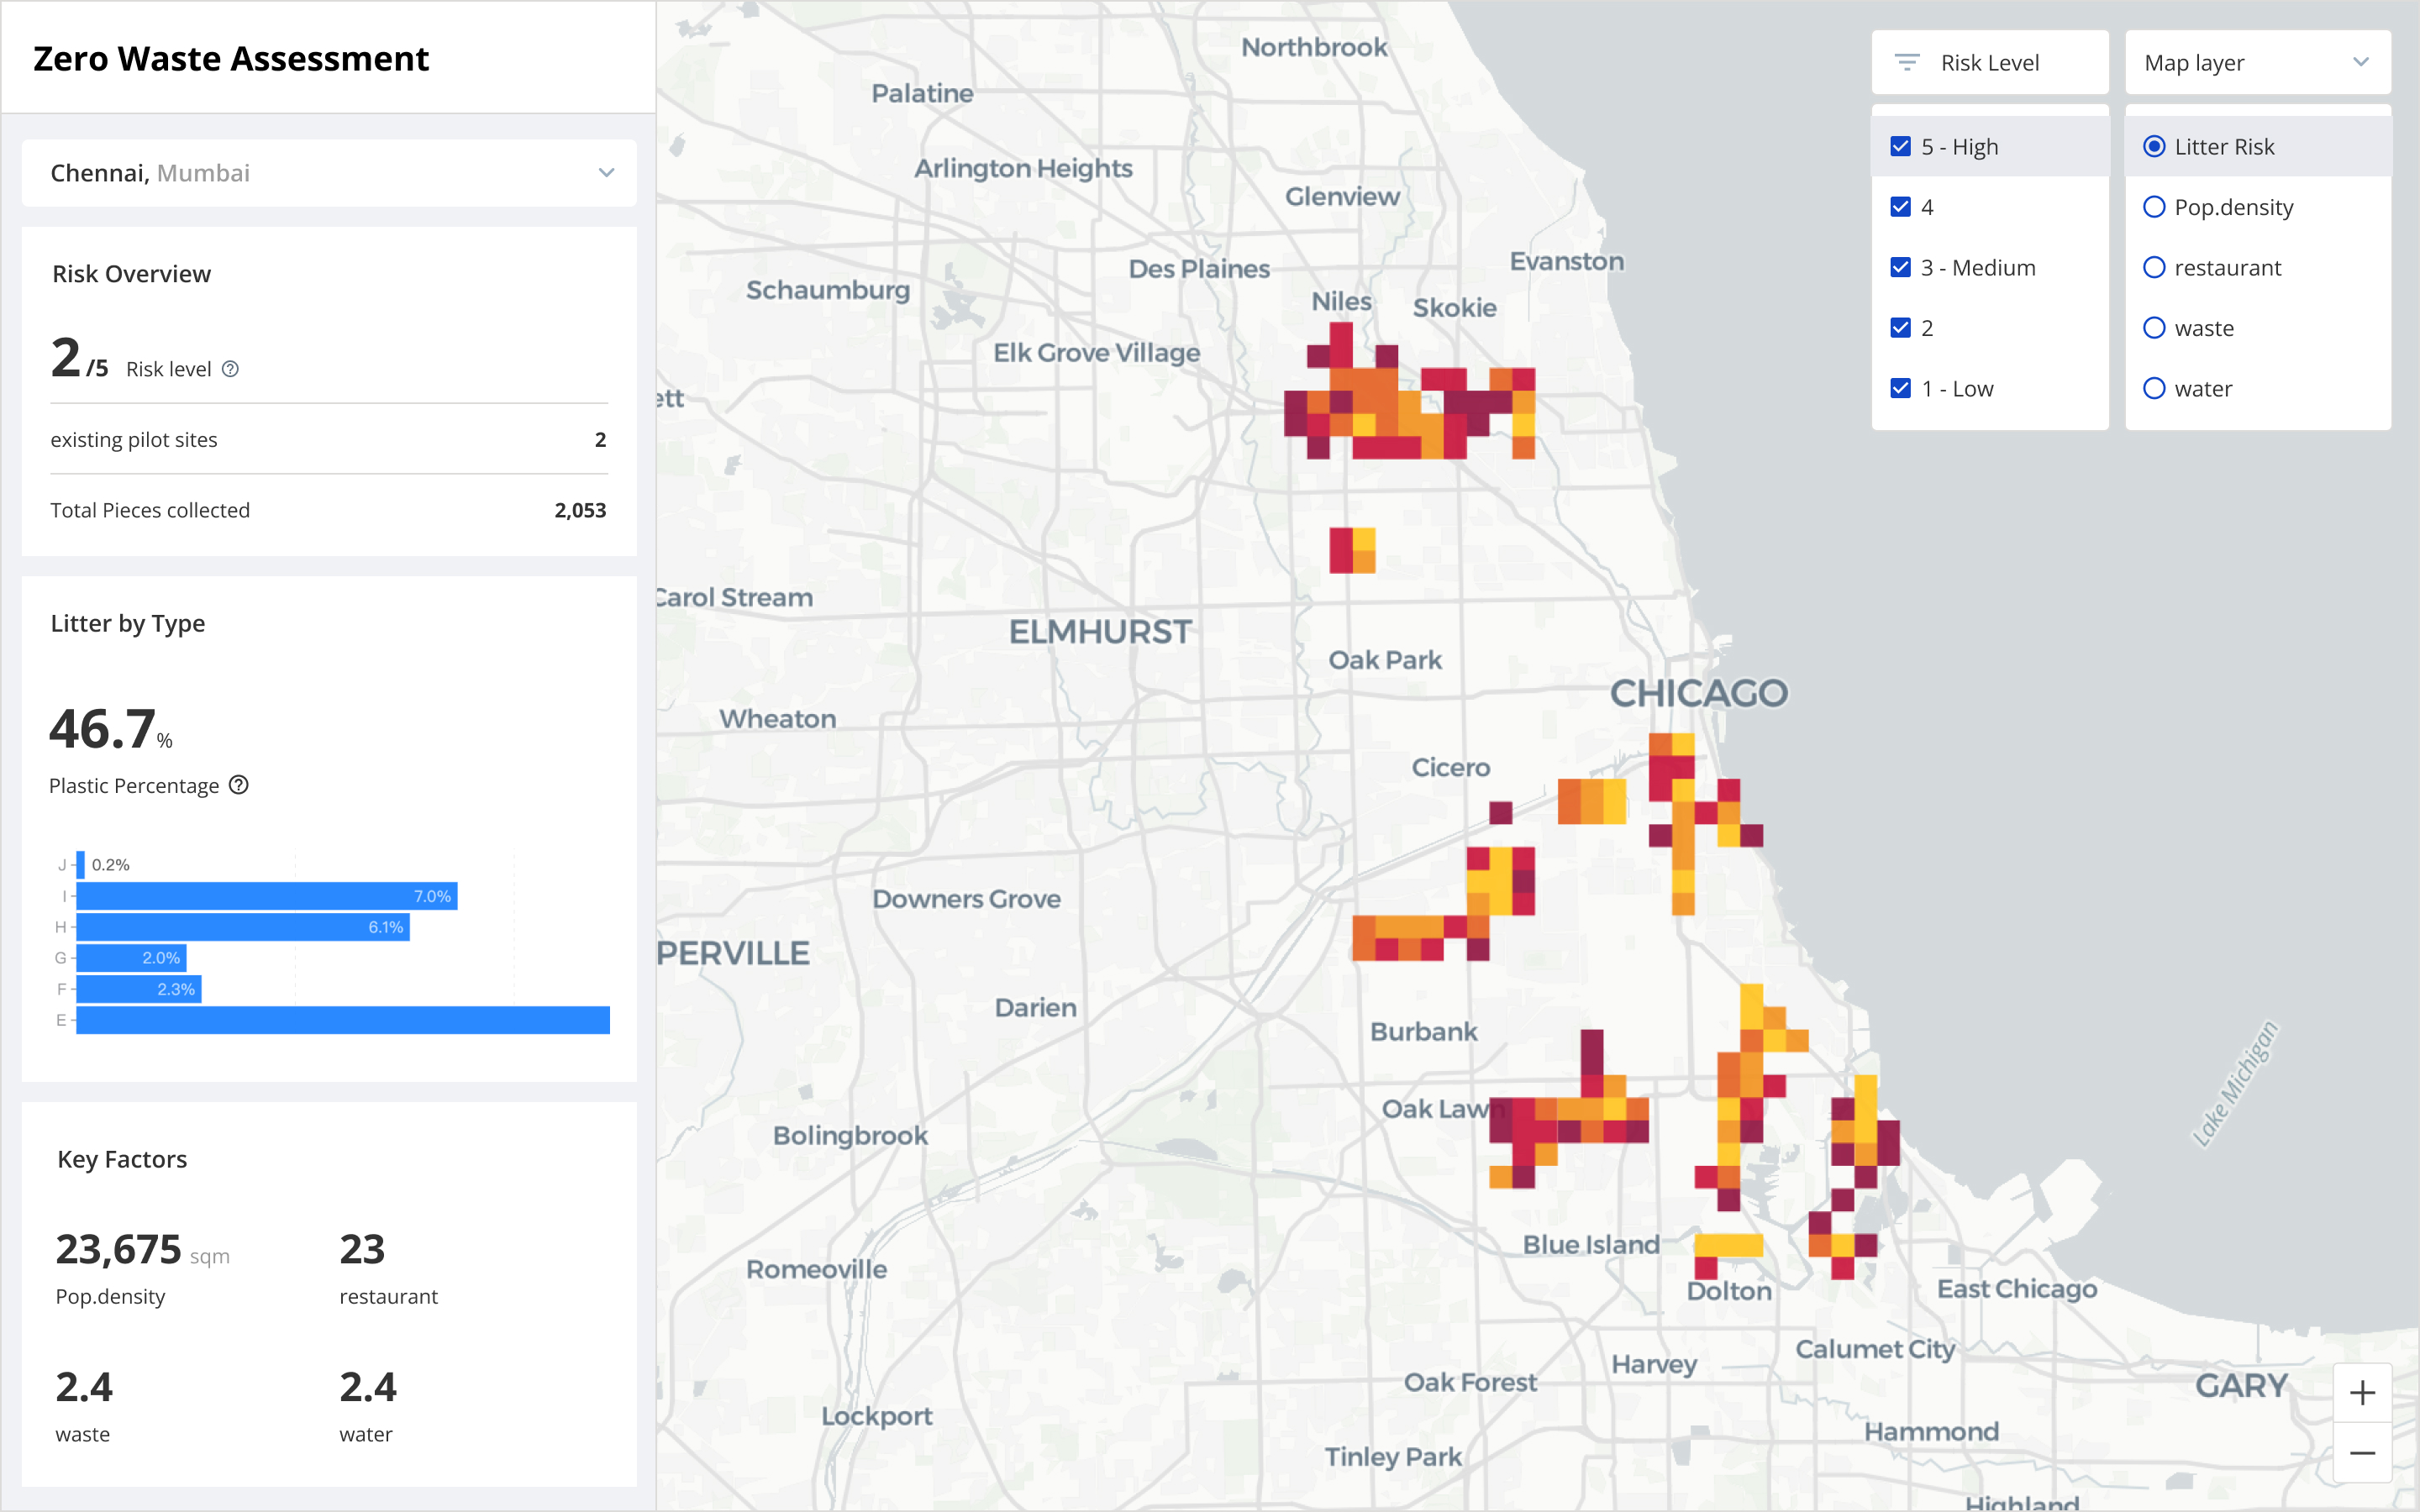 Zero Waste Assessment
Chennai, Mumbai
Risk Overview
2 /5 Risk level ?
existing pilot sites 2
Total Pieces collected 2,053
Litter by Type
46.7 %
Plastic Percentage ?
J 0.2%
I 7.0%
H 6.1%
G 2.0%
F 2.3%
E
Key Factors
23,675 sqm
Pop.density
23
restaurant
2.4
waste
2.4
water
Risk Level
5 - High
4
3 - Medium
2
1 - Low
Map layer
Litter Risk
Pop.density
restaurant
waste
water
Northbrook
Palatine
Arlington Heights
Glenview
Evanston
Des Plaines
Schaumburg
Niles
Skokie
Elk Grove Village
ett
Carol Stream
ELMHURST
Oak Park
CHICAGO
Wheaton
Cicero
Downers Grove
PERVILLE
Darien
Burbank
Lake Michigan
Oak Lawn
Bolingbrook
Blue Island
Romeoville
Dolton
East Chicago
Calumet City
Harvey
Oak Forest
GARY
Lockport
Hammond
Tinley Park
Highland